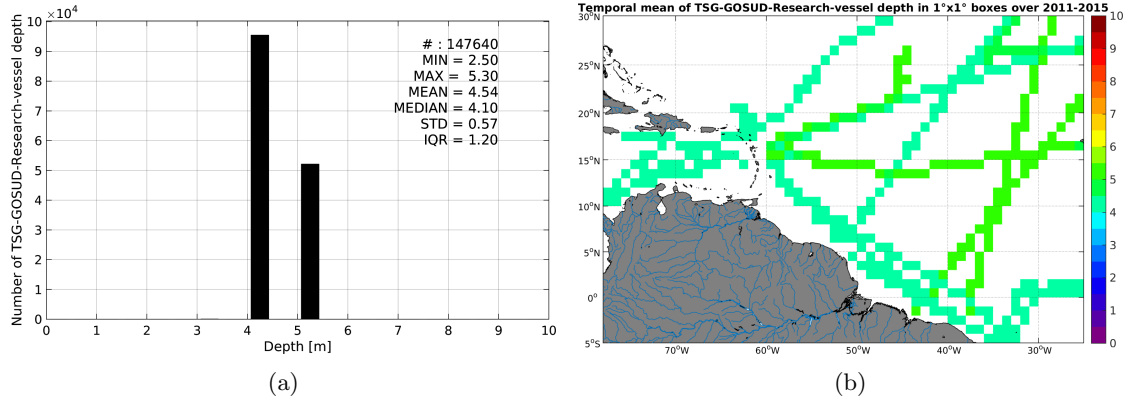 ×10⁴
10
9
8
7
6
5
4
3
2
1
0
0 1 2 3 4 5 6 7 8 9 10
Number of TSG-GOSUD-Research-vessel depth
Depth [m]
# : 147640
MIN = 2.50
MAX = 5.30
MEAN = 4.54
MEDIAN = 4.10
STD = 0.57
IQR = 1.20
(a)
Temporal mean of TSG-GOSUD-Research-vessel depth in 1°x1° boxes over 2011-2015
30°N
25°N
20°N
15°N
10°N
5°N
0°
5°S
70°W 60°W 50°W 40°W 30°W
10
9
8
7
6
5
4
3
2
1
0
(b)